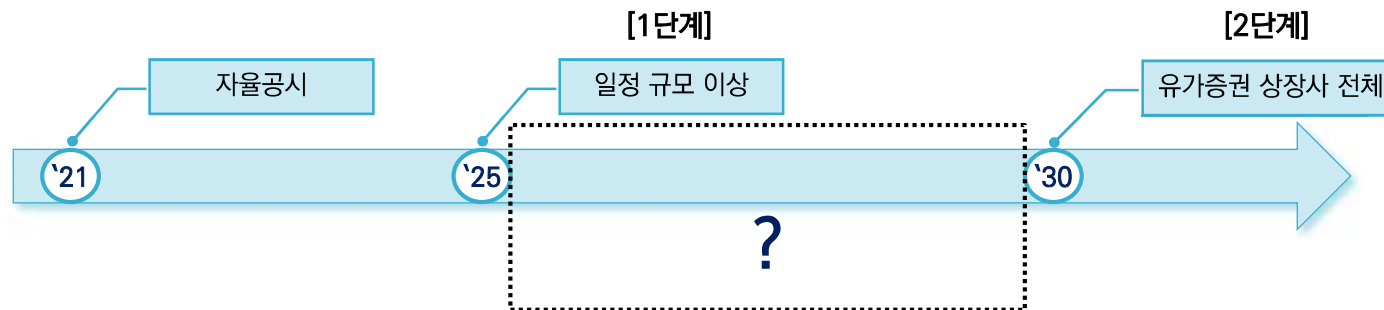 [1단계]
[2단계]
자율공시
일정 규모 이상
유가증권 상장사 전체
‘21
‘25
‘30
?